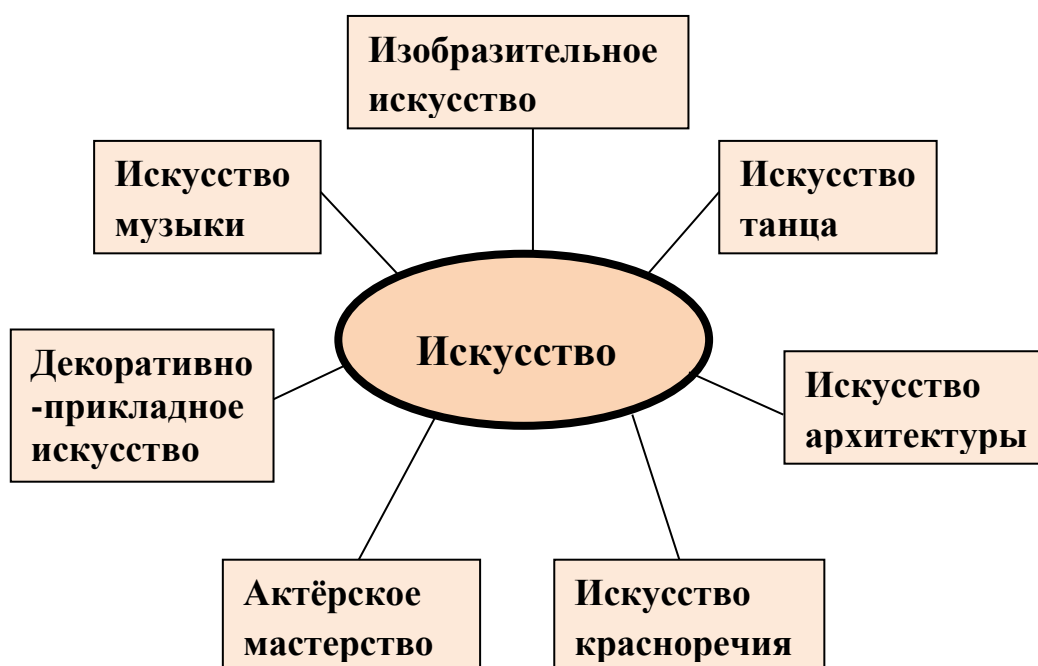 Изобразительное
искусство
Искусство
музыки
Искусство
танца
Искусство
Декоративно
-прикладное
искусство
Искусство
архитектуры
Актёрское
мастерство
Искусство
красноречия